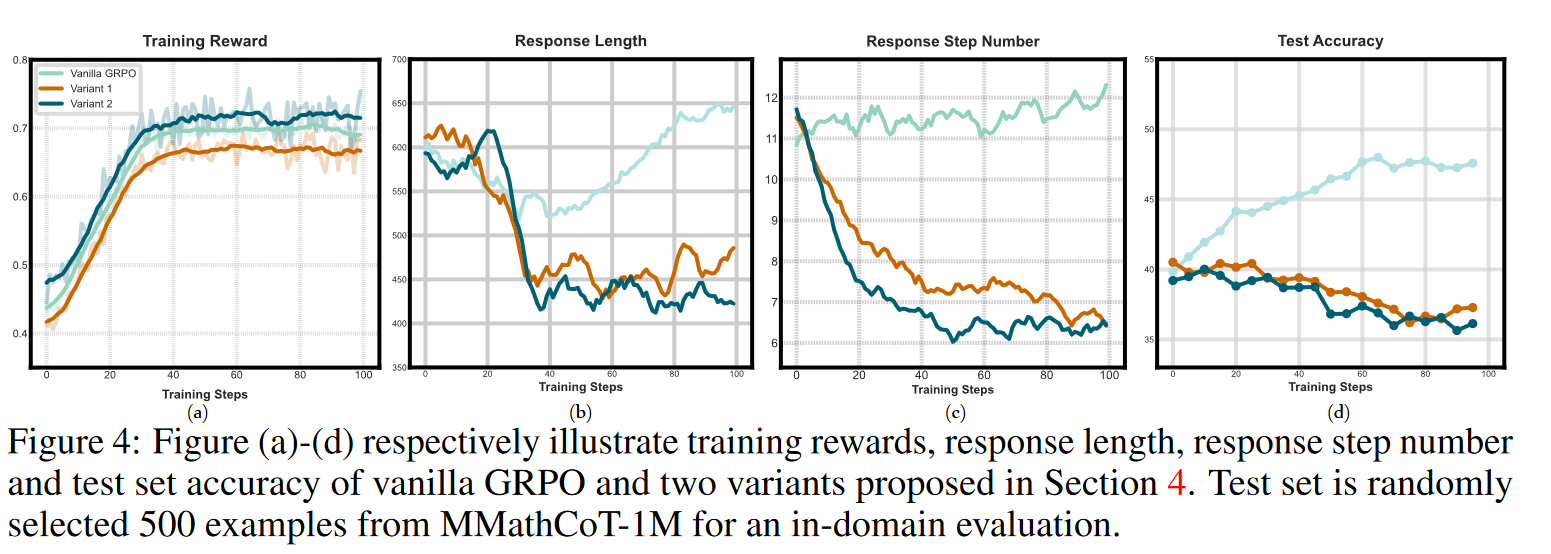 Training Reward
0.8
0.7
0.6
0.5
0.4
Vanilla GRPO
Variant 1
Variant 2
0 20 40 60 80 100
Training Steps
(a)
Response Length
700
650
600
550
500
450
400
350
0 20 40 60 80 100
Training Steps
(b)
Response Step Number
12
11
10
9
8
7
6
0 20 40 60 80 100
Training Steps
(c)
Test Accuracy
55
50
45
40
35
0 20 40 60 80 100
Training Steps
(d)
Figure 4: Figure (a)-(d) respectively illustrate training rewards, response length, response step number
and test set accuracy of vanilla GRPO and two variants proposed in Section 4. Test set is randomly
selected 500 examples from MMathCoT-1M for an in-domain evaluation.